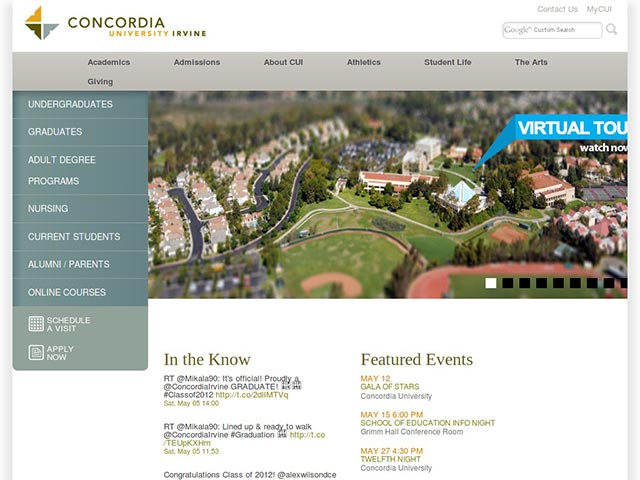 Contact Us MyCUI
CONCORDIA
UNIVERSITY IRVINE
Google Custom Search
Academics Admissions About CUI Athletics Student Life The Arts
Giving
UNDERGRADUATES
GRADUATES
ADULT DEGREE
PROGRAMS
NURSING
CURRENT STUDENTS
ALUMNI / PARENTS
ONLINE COURSES
SCHEDULE
A VISIT
APPLY
NOW
VIRTUAL TOU
watch now
In the Know
RT @Mikala90: It's official! Proudly a
@ConcordiaIrvine GRADUATE!
#Classof2012 http://t.co/2dlIMTVq
Sat, May 05 14:00
RT @Mikala90: Lined up & ready to walk
@ConcordiaIrvine #Graduation http://t.co
/TEUpKXHm
Sat, May 05 11:53
Congratulations Class of 2012! @alexwilsondce
Featured Events
MAY 12
GALA OF STARS
Concordia University
MAY 15 6:00 PM
SCHOOL OF EDUCATION INFO NIGHT
Grimm Hall Conference Room
MAY 27 4:30 PM
TWELFTH NIGHT
Concordia University